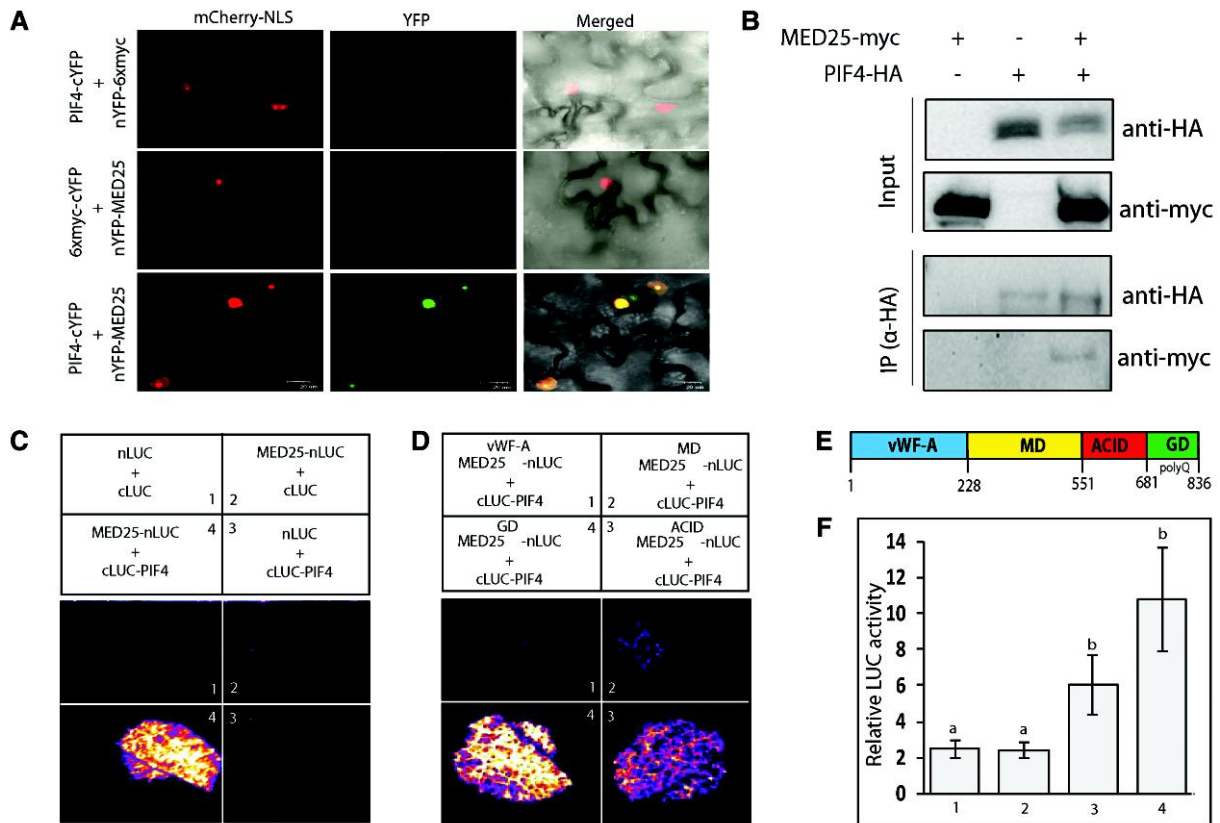 A
mCherry-NLS YFP Merged
PIF4-cYFP
+
nYFP-6xmyc
6xmyc-cYFP
+
nYFP-MED25
PIF4-cYFP
+
nYFP-MED25
B
MED25-myc + - +
PIF4-HA - + +
Input
anti-HA
anti-myc
IP (α-HA)
anti-HA
anti-myc
C
nLUC
+
cLUC
1
MED25-nLUC
+
cLUC
2
MED25-nLUC
+
cLUC-PIF4
4
nLUC
+
cLUC-PIF4
3
1 2
4 3
D
vWF-A
MED25 -nLUC
+
cLUC-PIF4
1
MD
MED25 -nLUC
+
cLUC-PIF4
2
GD
MED25 -nLUC
+
cLUC-PIF4
4
ACID
MED25 -nLUC
+
cLUC-PIF4
3
1 2
4 3
E
vWF-A MD ACID GD
polyQ
1 228 551 681 836
F
Relative LUC activity
14
12
10
8
6
4
2
0
a a b b
1 2 3 4